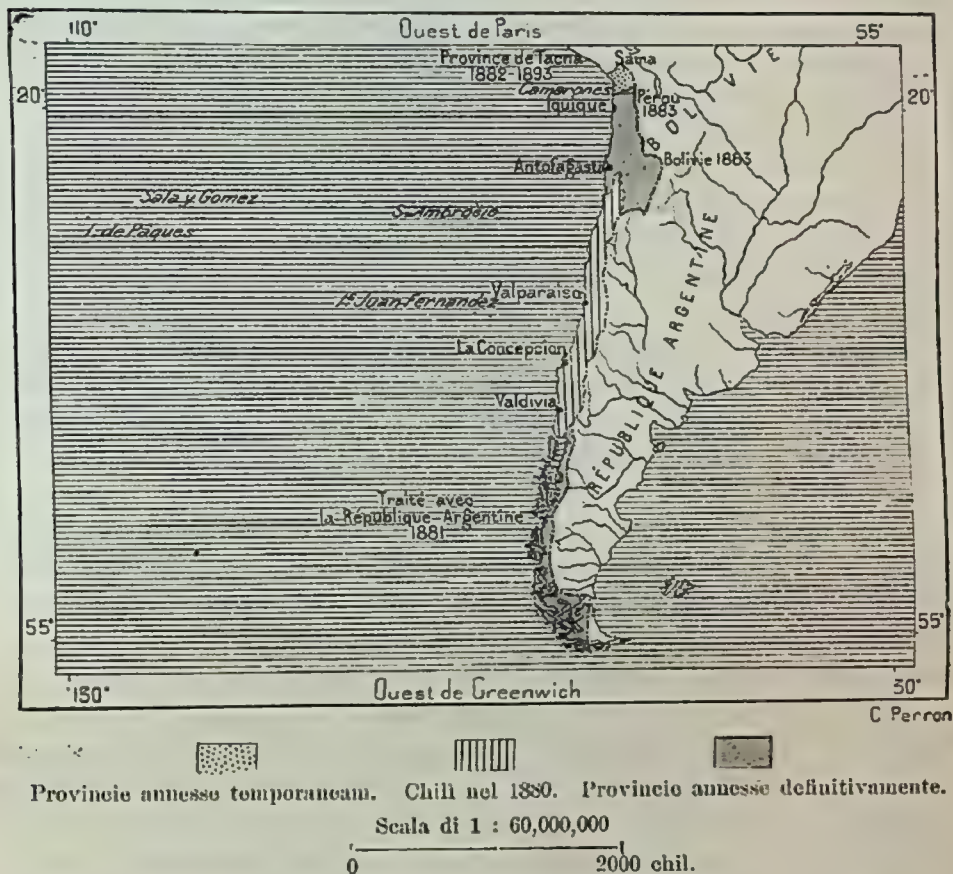 110° Ouest de Paris 55°
Province de Tacna
1882-1893
Sama
Camarones
Iquique
Pérou
1883
20° 20°
BOLIVIE
Antofagasta
Bolivie 1883
Sala y Gomez
S. Ambrosio
I. de Pâques
Is Juan-Fernandez
Valparaiso
La Concepcion
Valdivia
RÉPUBLIQUE ARGENTINE
Traité avec
la-République-Argentine
1881
55° 55°
130° Ouest de Greenwich 30°
C Perron
Provincie annesse temporaneam. Chili nel 1880. Provincie annesse definitivamente.
Scala di 1 : 60,000,000
0 2000 chil.